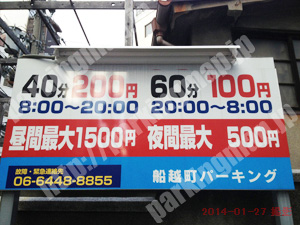 40分200円 60分100円
8:00～20:00 20:00～8:00
昼間最大1500円 夜間最大 500円
故障・緊急連絡先
06-6448-8855
船越町パーキング
2014-01-27